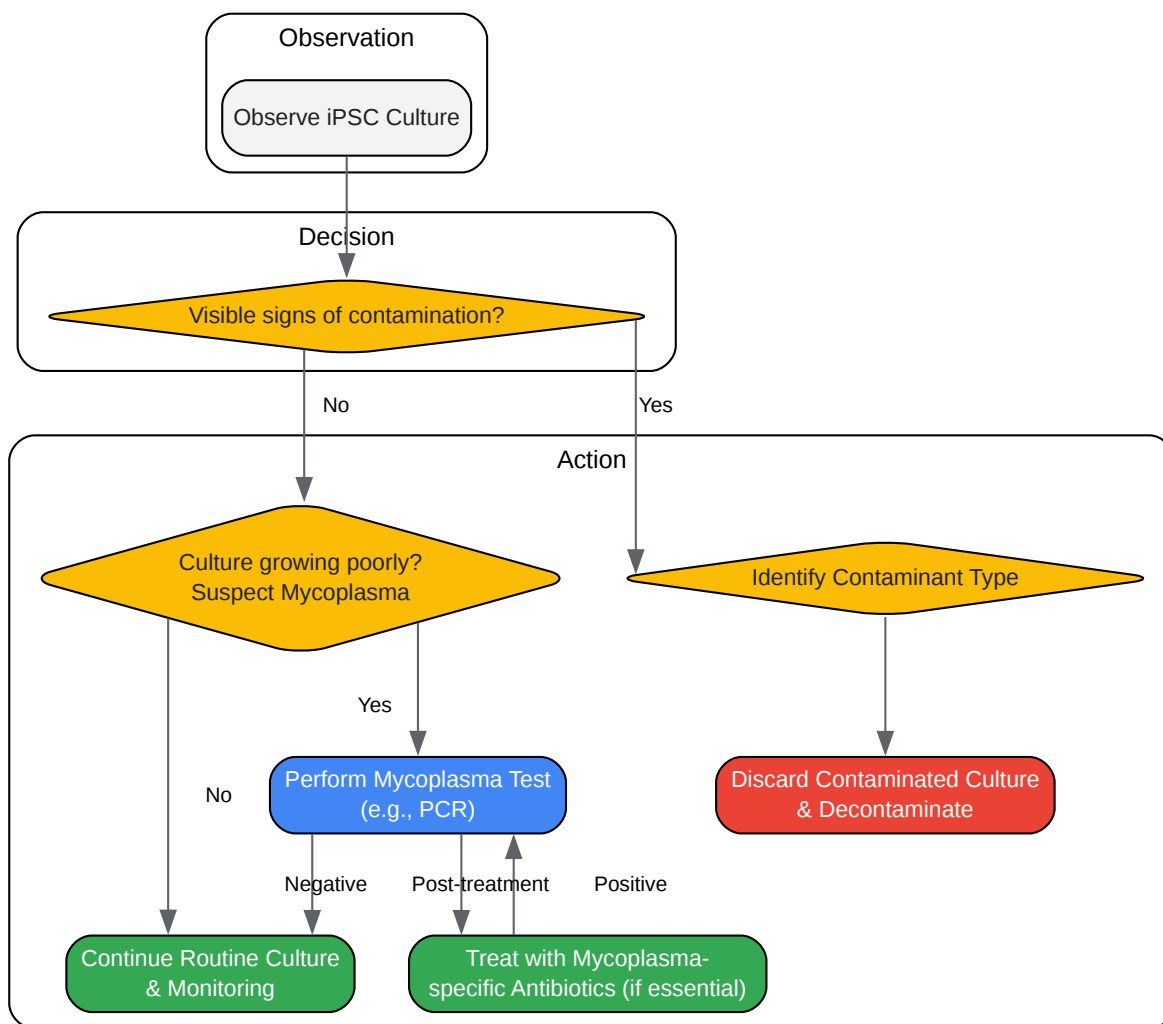 Observation
Observe iPSC Culture
Decision
Visible signs of contamination?
No
Yes
Action
Culture growing poorly?
Suspect Mycoplasma
Identify Contaminant Type
Yes
No
Perform Mycoplasma Test
(e.g., PCR)
Discard Contaminated Culture
& Decontaminate
Negative
Post-treatment
Positive
Continue Routine Culture
& Monitoring
Treat with Mycoplasma-
specific Antibiotics (if essential)